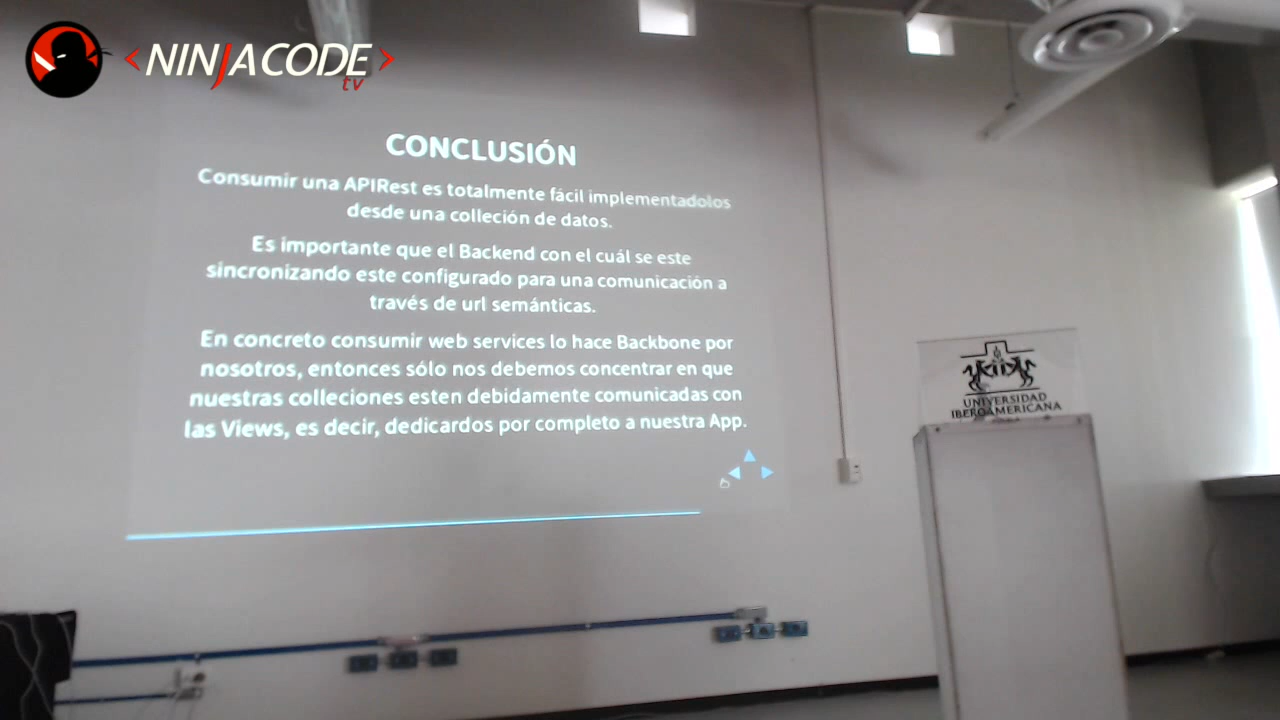 <NINJACODE>
tv
CONCLUSIÓN
Consumir una APIRest es totalmente fácil implementadolos
desde una colleción de datos.
Es importante que el Backend con el cuál se este
sincronizando este configurado para una comunicación a
través de url semánticas.
En concreto consumir web services lo hace Backbone por
nosotros, entonces sólo nos debemos concentrar en que
nuestras colleciones esten debidamente comunicadas con
las Views, es decir, dedicardos por completo a nuestra App.
UNIVERSIDAD
IBEROAMERICANA